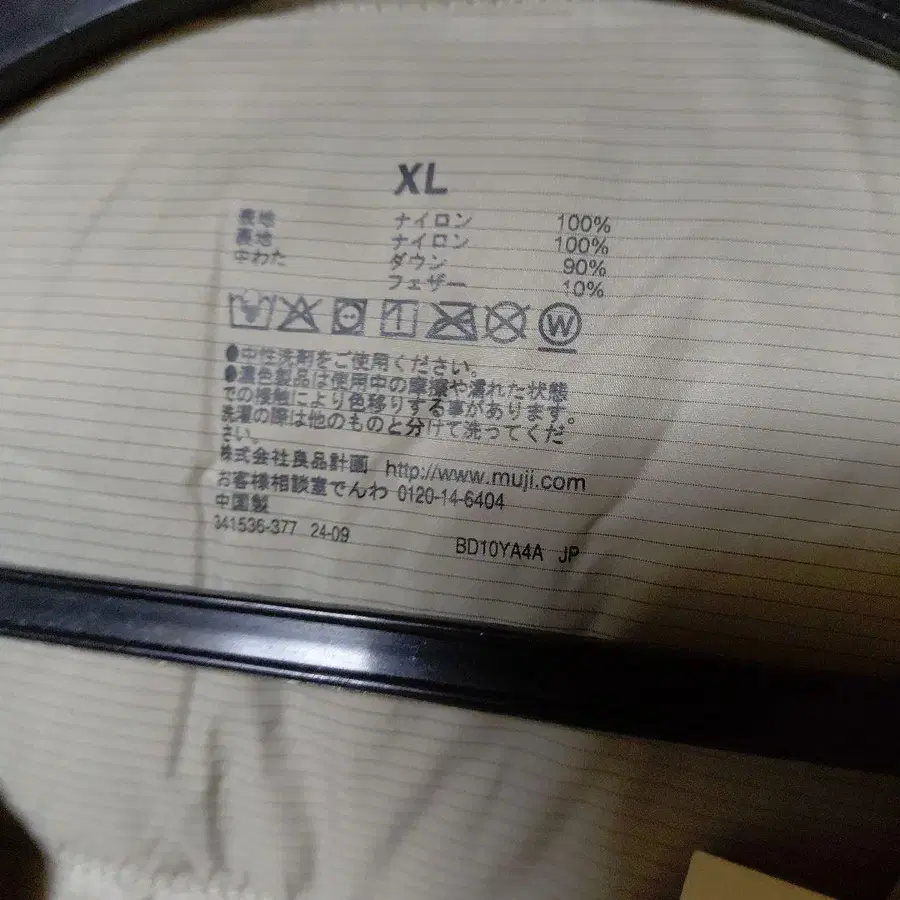 XL
表地 ナイロン 100%
裏地 ナイロン 100%
中わた ダウン 90%
フェザー 10%
W
●中性洗剤をご使用ください。
●濃色製品は使用中の摩擦や濡れた状態
での接触により色移りする事があります。
洗濯の際は他のものと分けて洗ってくだ
さい。
株式会社良品計画 http://www.muji.com
お客様相談室でんわ 0120-14-6404
中国製
341536-377 24-09 BD10YA4A JP